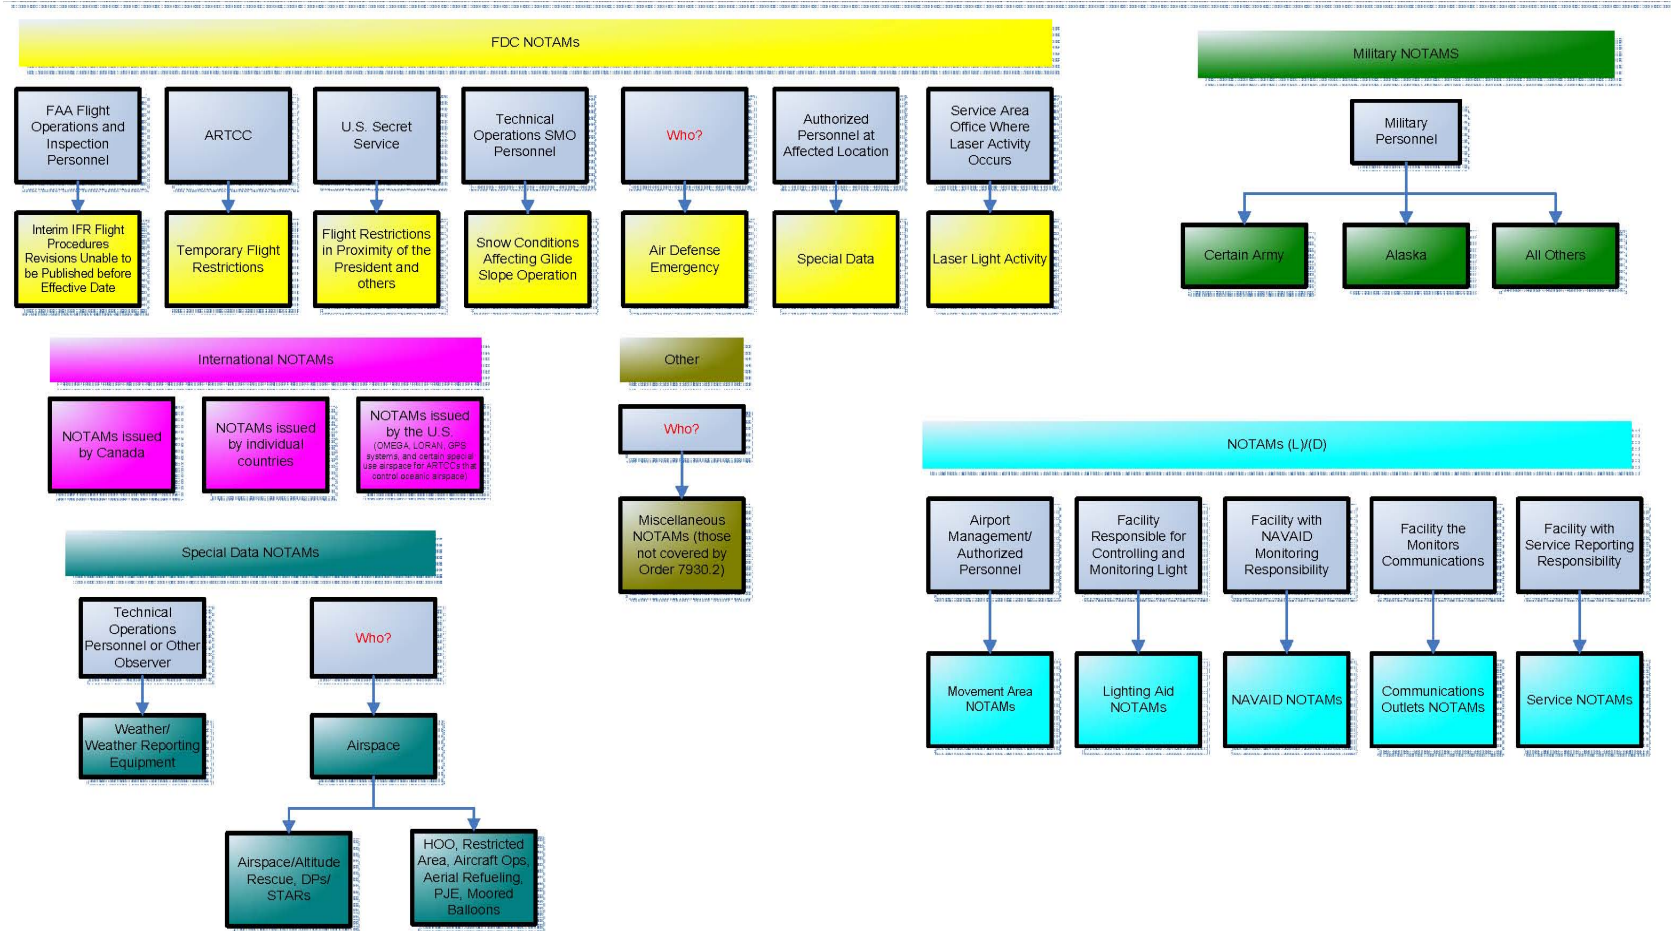 FDC NOTAMs
Military NOTAMS
FAA Flight
Operations and
Inspection
Personnel
ARTCC
U.S. Secret
Service
Technical
Operations SMO
Personnel
Who?
Authorized
Personnel at
Affected Location
Service Area
Office Where
Laser Activity
Occurs
Military
Personnel
Interim IFR Flight
Procedures
Revisions Unable to
be Published before
Effective Date
Temporary Flight
Restrictions
Flight Restrictions
in Proximity of the
President and
others
Snow Conditions
Affecting Glide
Slope Operation
Air Defense
Emergency
Special Data
Laser Light Activity
Certain Army
Alaska
All Others
International NOTAMs
Other
NOTAMs issued
by Canada
NOTAMs issued
by individual
countries
NOTAMs issued
by the U.S.
(OMEGA, LORAN, GPS
systems, and certain special
use airspace for ARTCCs that
control oceanic airspace)
Who?
Miscellaneous
NOTAMs (those
not covered by
Order 7930.2)
NOTAMs (L)/(D)
Airport
Management/
Authorized
Personnel
Facility
Responsible for
Controlling and
Monitoring Light
Facility with
NAVAID
Monitoring
Responsibility
Facility the
Monitors
Communications
Facility with
Service Reporting
Responsibility
Movement Area
NOTAMs
Lighting Aid
NOTAMs
NAVAID NOTAMs
Communications
Outlets NOTAMs
Service NOTAMs
Special Data NOTAMs
Technical
Operations
Personnel or Other
Observer
Who?
Weather/
Weather Reporting
Equipment
Airspace
Airspace/Altitude
Rescue, DPs/
STARs
HOO, Restricted
Area, Aircraft Ops,
Aerial Refueling,
PJE, Moored
Balloons